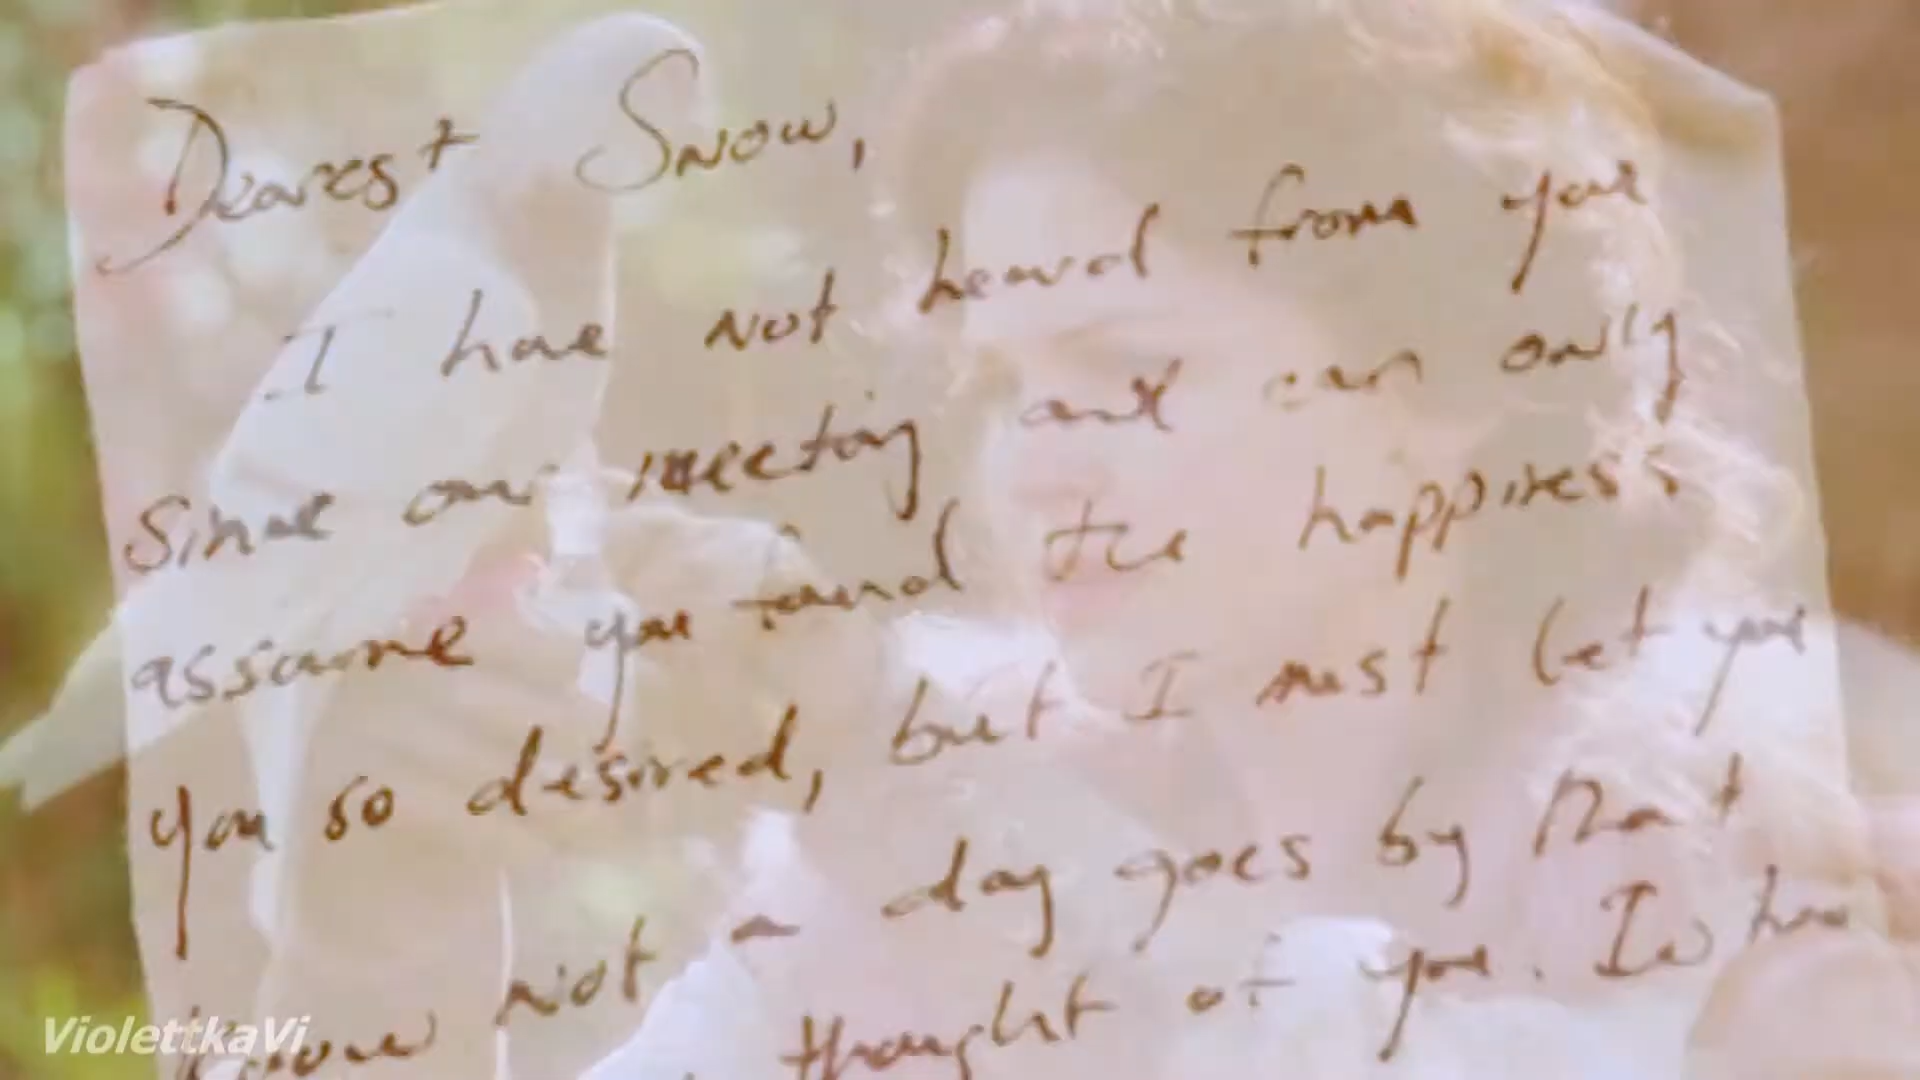 Dearest Snow,
I have not heard from you
Since our meeting and can only
assume you found the happiness
you so desired, but I must let you
know not a day goes by that
thought of you. I
ViolettkaVi